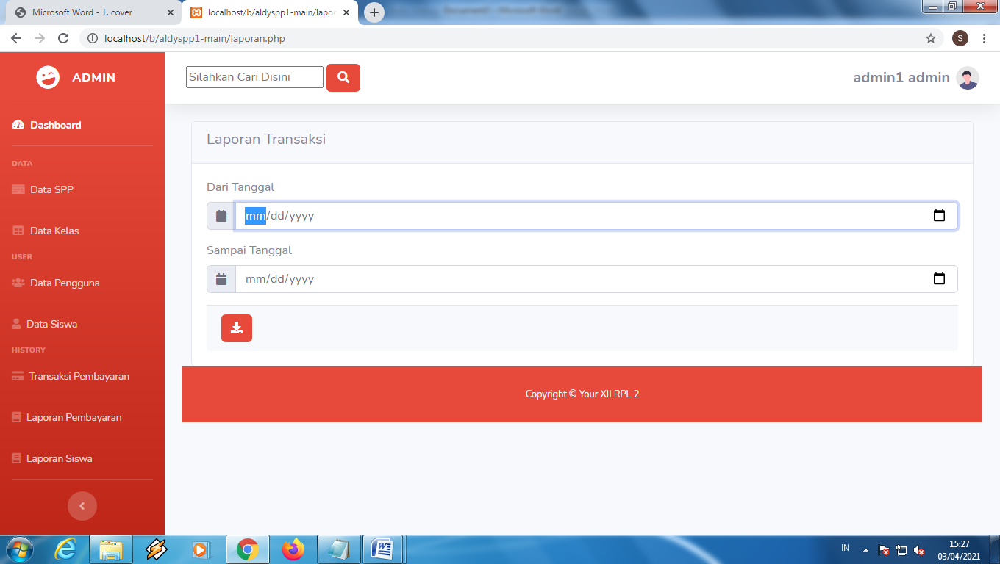 Microsoft Word - 1. cover
localhost/b/aldyspp1-main/lapor
localhost/b/aldyspp1-main/laporan.php
S
ADMIN
Silahkan Cari Disini
admin1 admin
Dashboard
DATA
Data SPP
Data Kelas
USER
Data Pengguna
Data Siswa
HISTORY
Transaksi Pembayaran
Laporan Pembayaran
Laporan Siswa
Laporan Transaksi
Dari Tanggal
mm/dd/yyyy
Sampai Tanggal
mm/dd/yyyy
Copyright © Your XII RPL 2
IN
15:27
03/04/2021